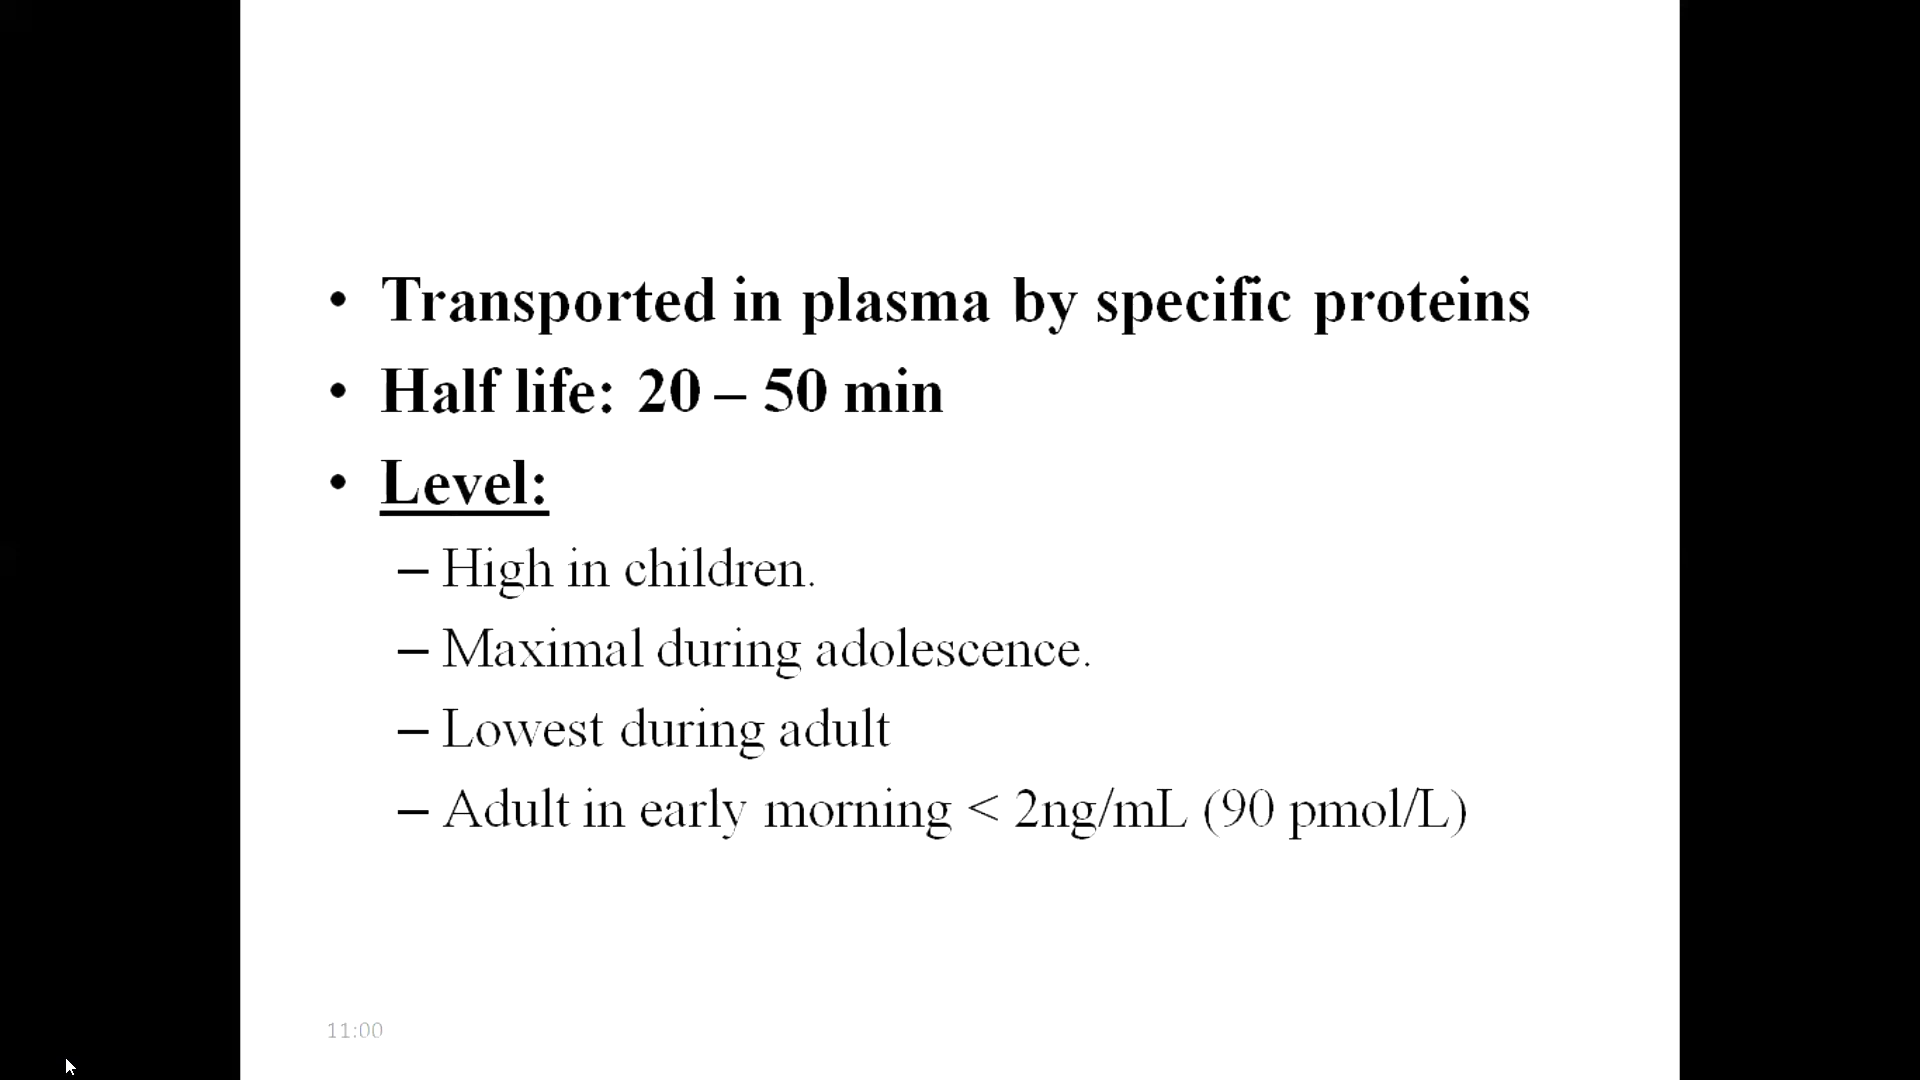 • Transported in plasma by specific proteins
• Half life: 20 – 50 min
• Level:
– High in children.
– Maximal during adolescence.
– Lowest during adult
– Adult in early morning < 2ng/mL (90 pmol/L)
11:00